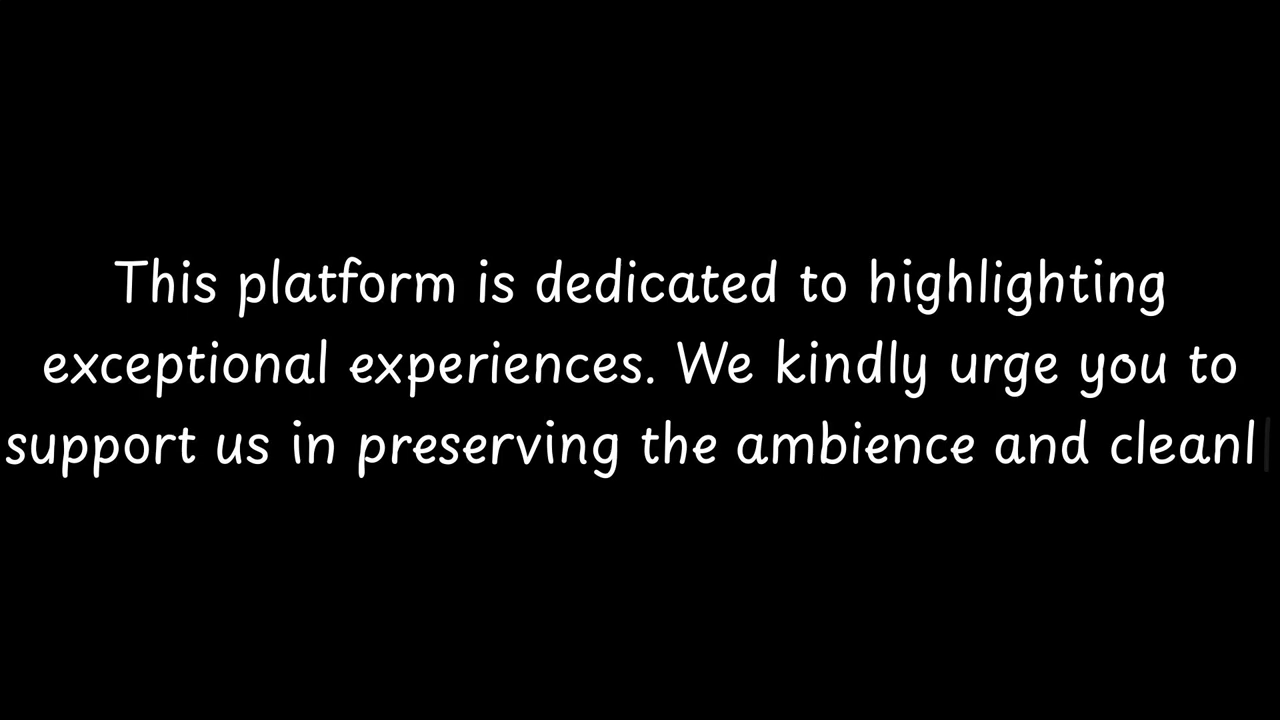 This platform is dedicated to highlighting
exceptional experiences. We kindly urge you to
support us in preserving the ambience and cleanl